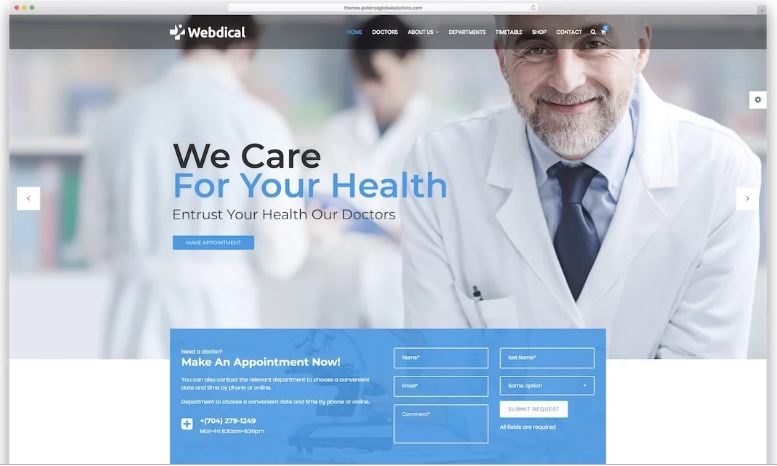 themes.potenzaglobalsolutions.com
Webdical
HOME DOCTORS ABOUT US DEPARTMENTS TIMETABLE SHOP CONTACT
We Care
For Your Health
Entrust Your Health Our Doctors
MAKE APPOINTMENT
Need a doctor?
Make An Appointment Now!
You can also contact the relevant department to choose a convenient
date and time by phone or online.
Department to choose a convenient date and time by phone or online.
+(704) 279-1249
Mon-Fri 8:30am-6:30pm
Name*
last Name*
Email*
Some option
Comment*
SUBMIT REQUEST
All fields are required